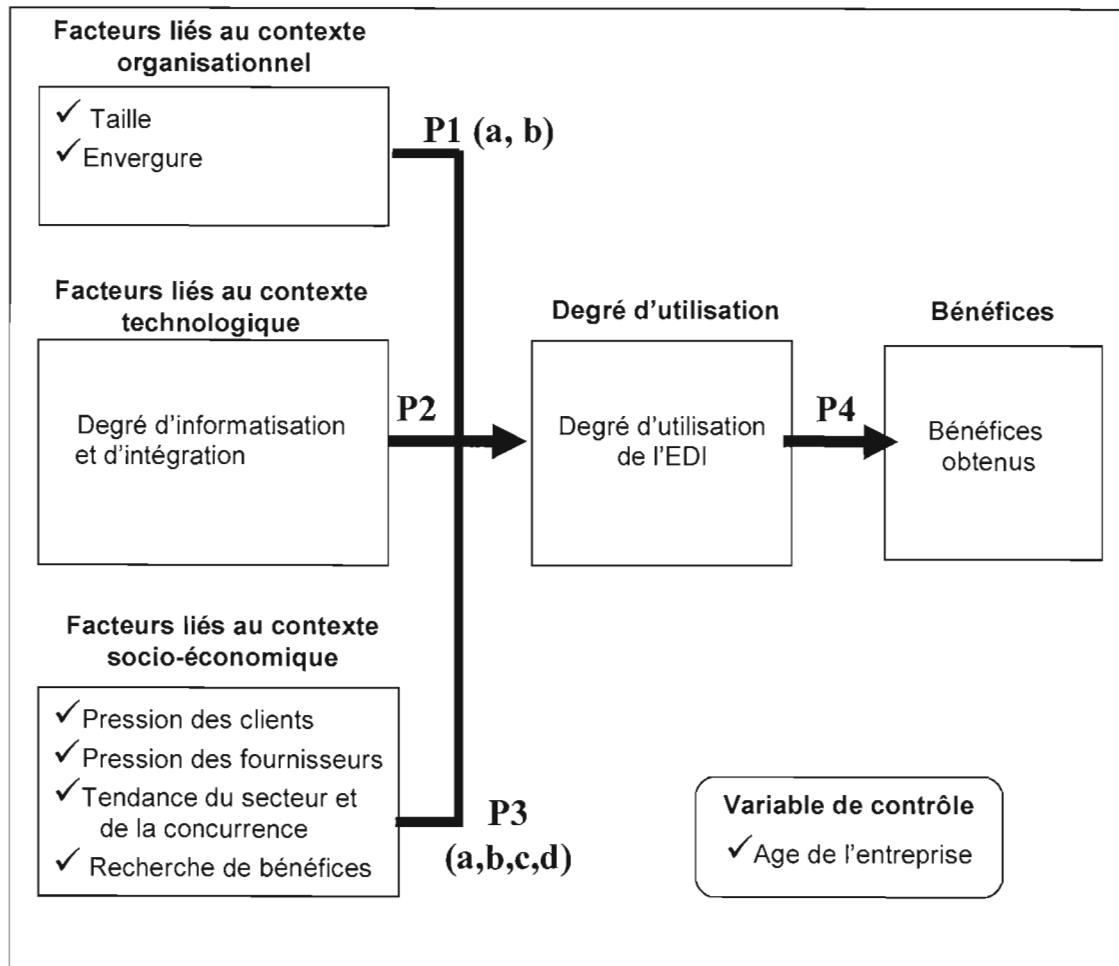 Facteurs liés au contexte
organisationnel
✓ Taille
✓ Envergure
P1 (a, b)
Facteurs liés au contexte
technologique
Degré d'informatisation
et d'intégration
P2
Degré d'utilisation
Degré d'utilisation
de l'EDI
P4
Bénéfices
Bénéfices
obtenus
Facteurs liés au contexte
socio-économique
✓ Pression des clients
✓ Pression des fournisseurs
✓ Tendance du secteur et
de la concurrence
✓ Recherche de bénéfices
P3
(a,b,c,d)
Variable de contrôle
✓ Age de l'entreprise